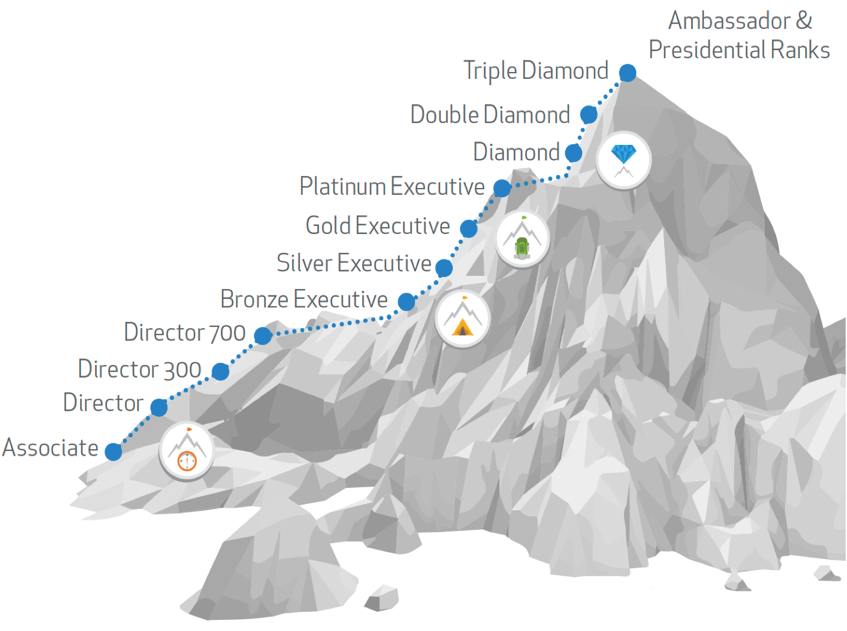 Ambassador &
Presidential Ranks
Triple Diamond
Double Diamond
Diamond
Platinum Executive
Gold Executive
Silver Executive
Bronze Executive
Director 700
Director 300
Director
Associate